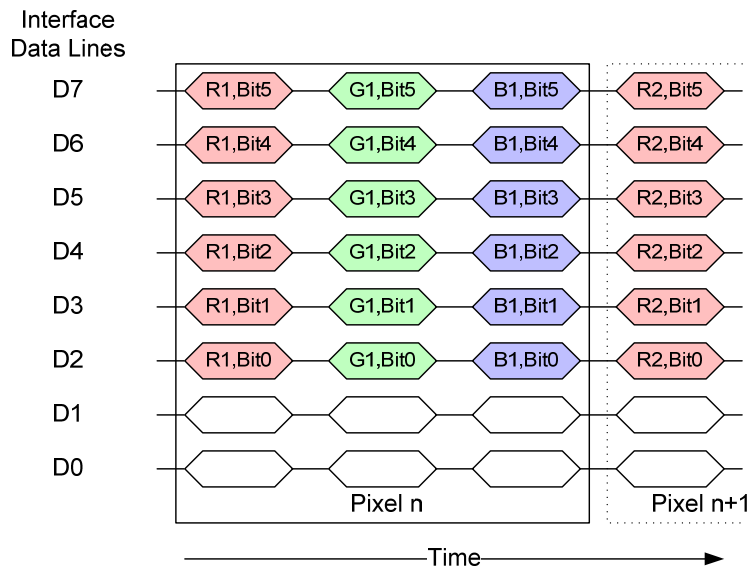 Interface
Data Lines
D7 R1,Bit5 G1,Bit5 B1,Bit5 R2,Bit5
D6 R1,Bit4 G1,Bit4 B1,Bit4 R2,Bit4
D5 R1,Bit3 G1,Bit3 B1,Bit3 R2,Bit3
D4 R1,Bit2 G1,Bit2 B1,Bit2 R2,Bit2
D3 R1,Bit1 G1,Bit1 B1,Bit1 R2,Bit1
D2 R1,Bit0 G1,Bit0 B1,Bit0 R2,Bit0
D1
D0
Pixel n Pixel n+1
Time